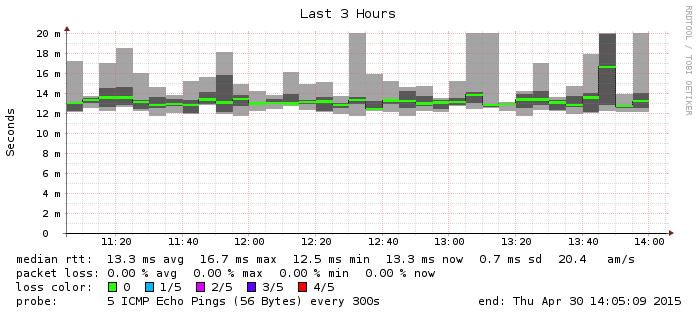 Last 3 Hours
RRDTOOL / TOBI OETIKER
Seconds
20 m
18 m
16 m
14 m
12 m
10 m
8 m
6 m
4 m
2 m
0
11:20 11:40 12:00 12:20 12:40 13:00 13:20 13:40 14:00
median rtt: 13.3 ms avg 16.7 ms max 12.5 ms min 13.3 ms now 0.7 ms sd 20.4 am/s
packet loss: 0.00 % avg 0.00 % max 0.00 % min 0.00 % now
loss color: 0 1/5 2/5 3/5 4/5
probe: 5 ICMP Echo Pings (56 Bytes) every 300s end: Thu Apr 30 14:05:09 2015